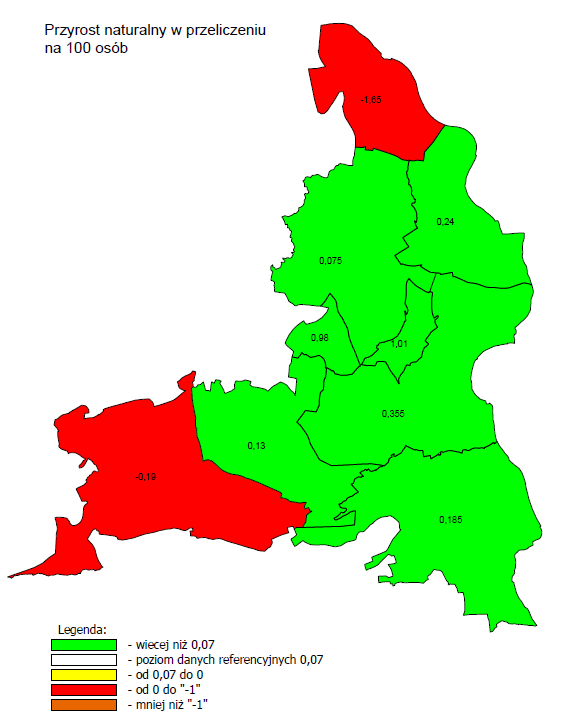 Przyrost naturalny w przeliczeniu
na 100 osób
-1,65
0,24
0,075
0,98
1,01
0,355
0,13
-0,19
0,185
Legenda:
- wiecej niż 0,07
- poziom danych referencyjnych 0,07
- od 0,07 do 0
- od 0 do "-1"
- mniej niż "-1"